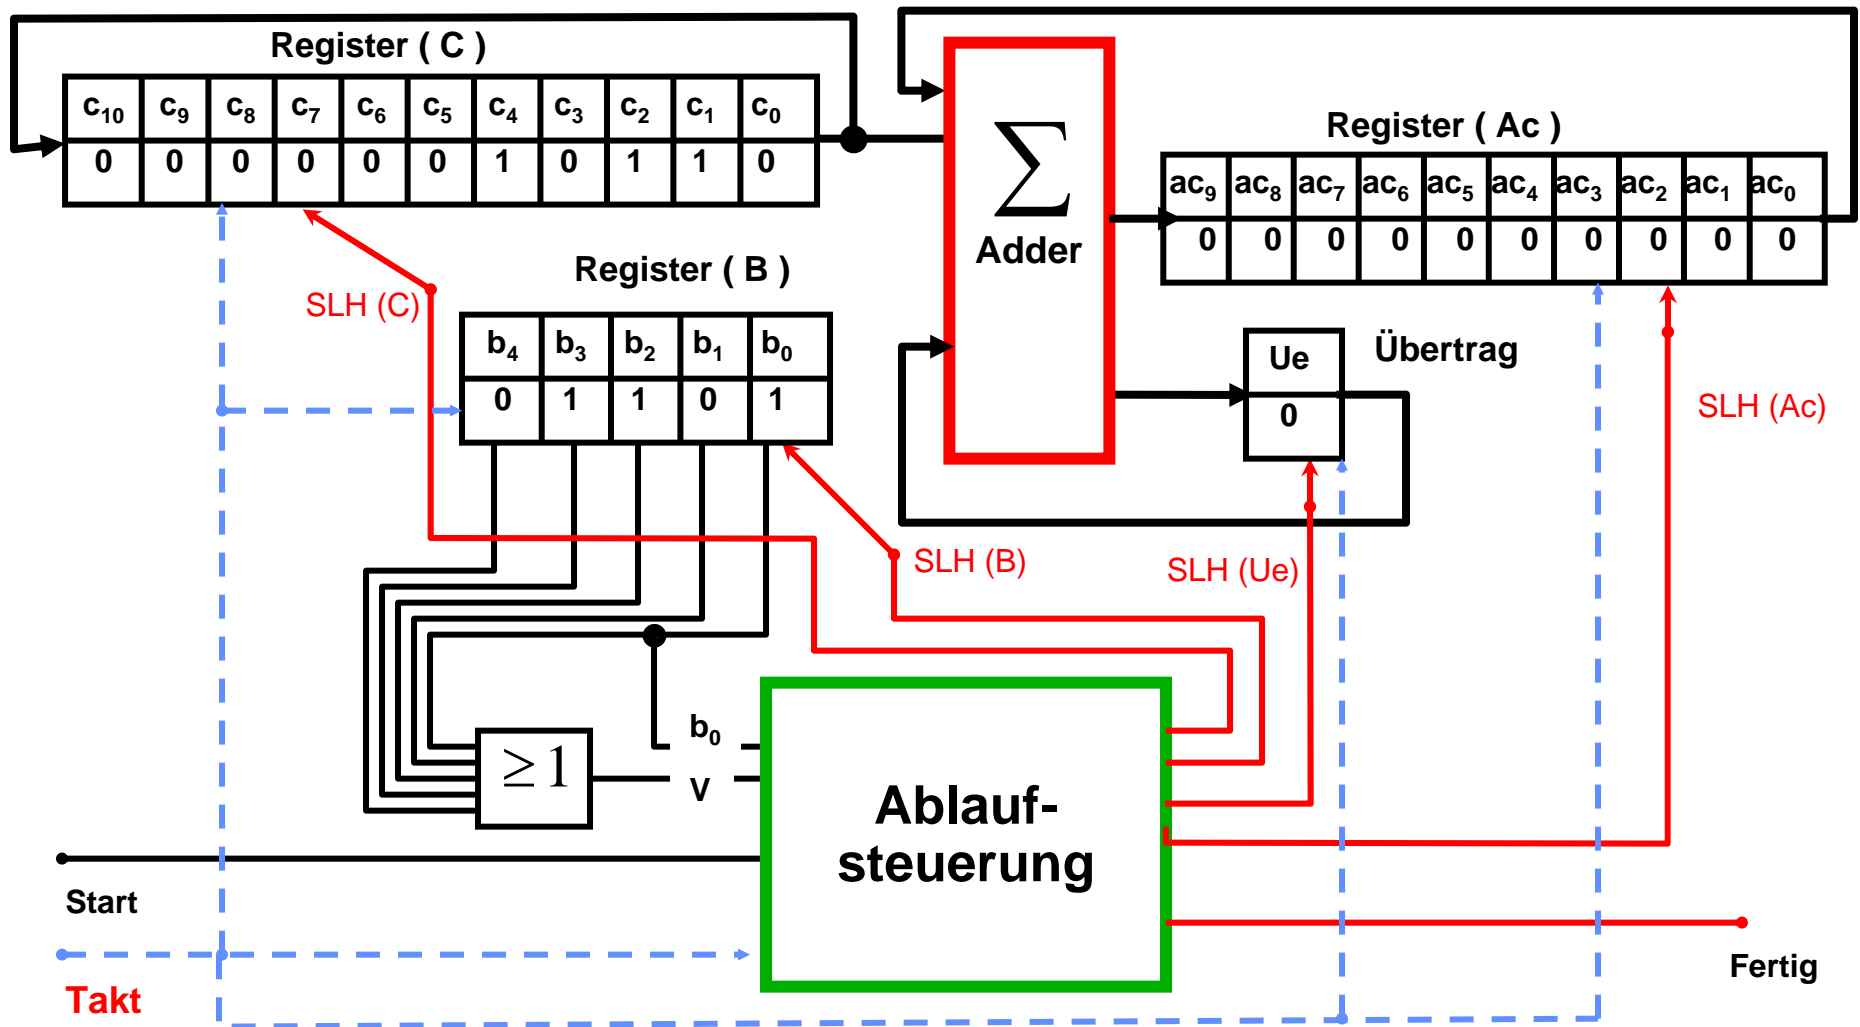 Register ( C )
c10 c9 c8 c7 c6 c5 c4 c3 c2 c1 c0
0 0 0 0 0 0 1 0 1 1 0
Σ
Adder
Register ( Ac )
ac9 ac8 ac7 ac6 ac5 ac4 ac3 ac2 ac1 ac0
0 0 0 0 0 0 0 0 0 0
Register ( B )
SLH (C)
b4 b3 b2 b1 b0
0 1 1 0 1
Ue
0
Übertrag
SLH (Ac)
SLH (B)
SLH (Ue)
b0
V
≥ 1
Ablauf-
steuerung
Start
Takt
Fertig